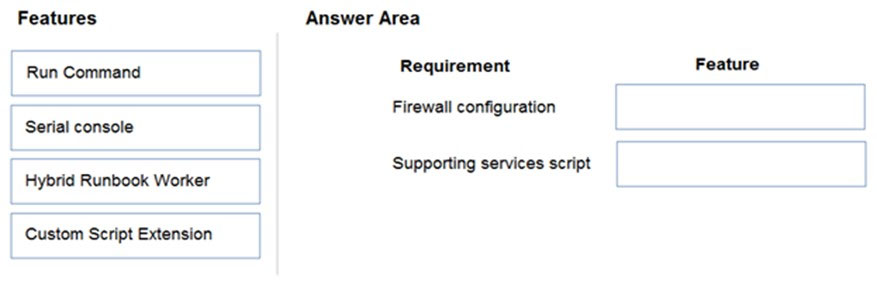 Features
Run Command
Serial console
Hybrid Runbook Worker
Custom Script Extension
Answer Area
Requirement Feature
Firewall configuration
Supporting services script